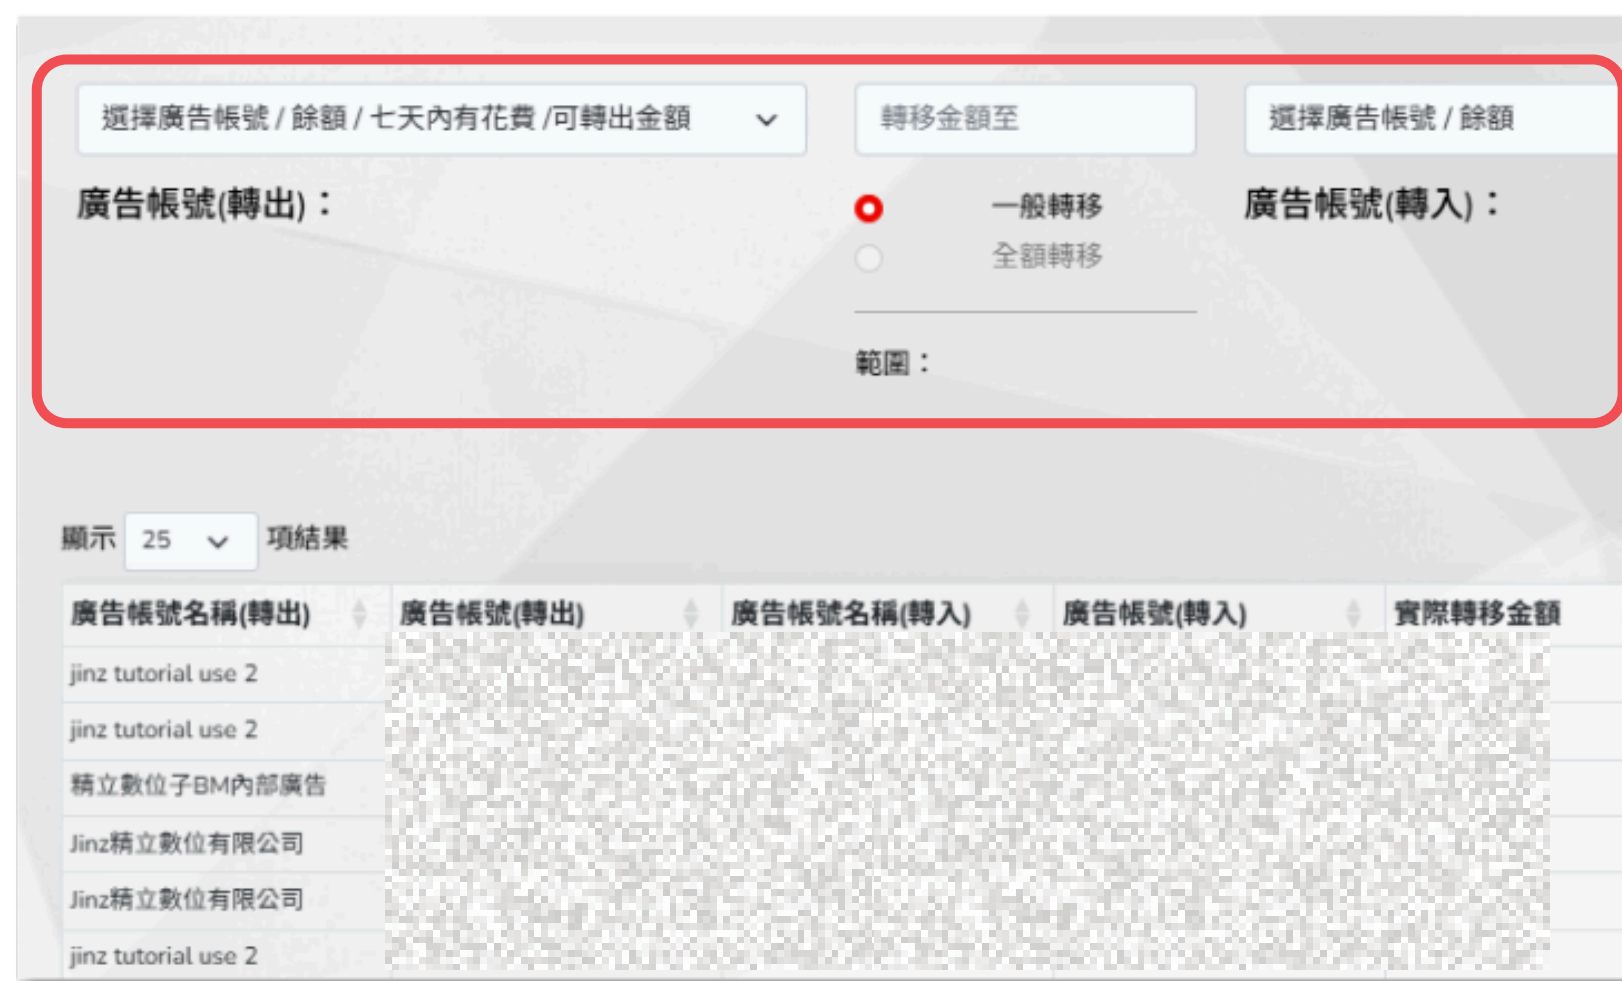 選擇廣告帳號 / 餘額 / 七天內有花費 /可轉出金額
轉移金額至
選擇廣告帳號 / 餘額
廣告帳號(轉出)：
一般轉移
廣告帳號(轉入)：
全額轉移
範圍：
顯示 25 項結果
廣告帳號名稱(轉出) 廣告帳號(轉出) 廣告帳號名稱(轉入) 廣告帳號(轉入) 實際轉移金額
jinz tutorial use 2
jinz tutorial use 2
精立數位子BM內部廣告
Jinz精立數位有限公司
Jinz精立數位有限公司
jinz tutorial use 2